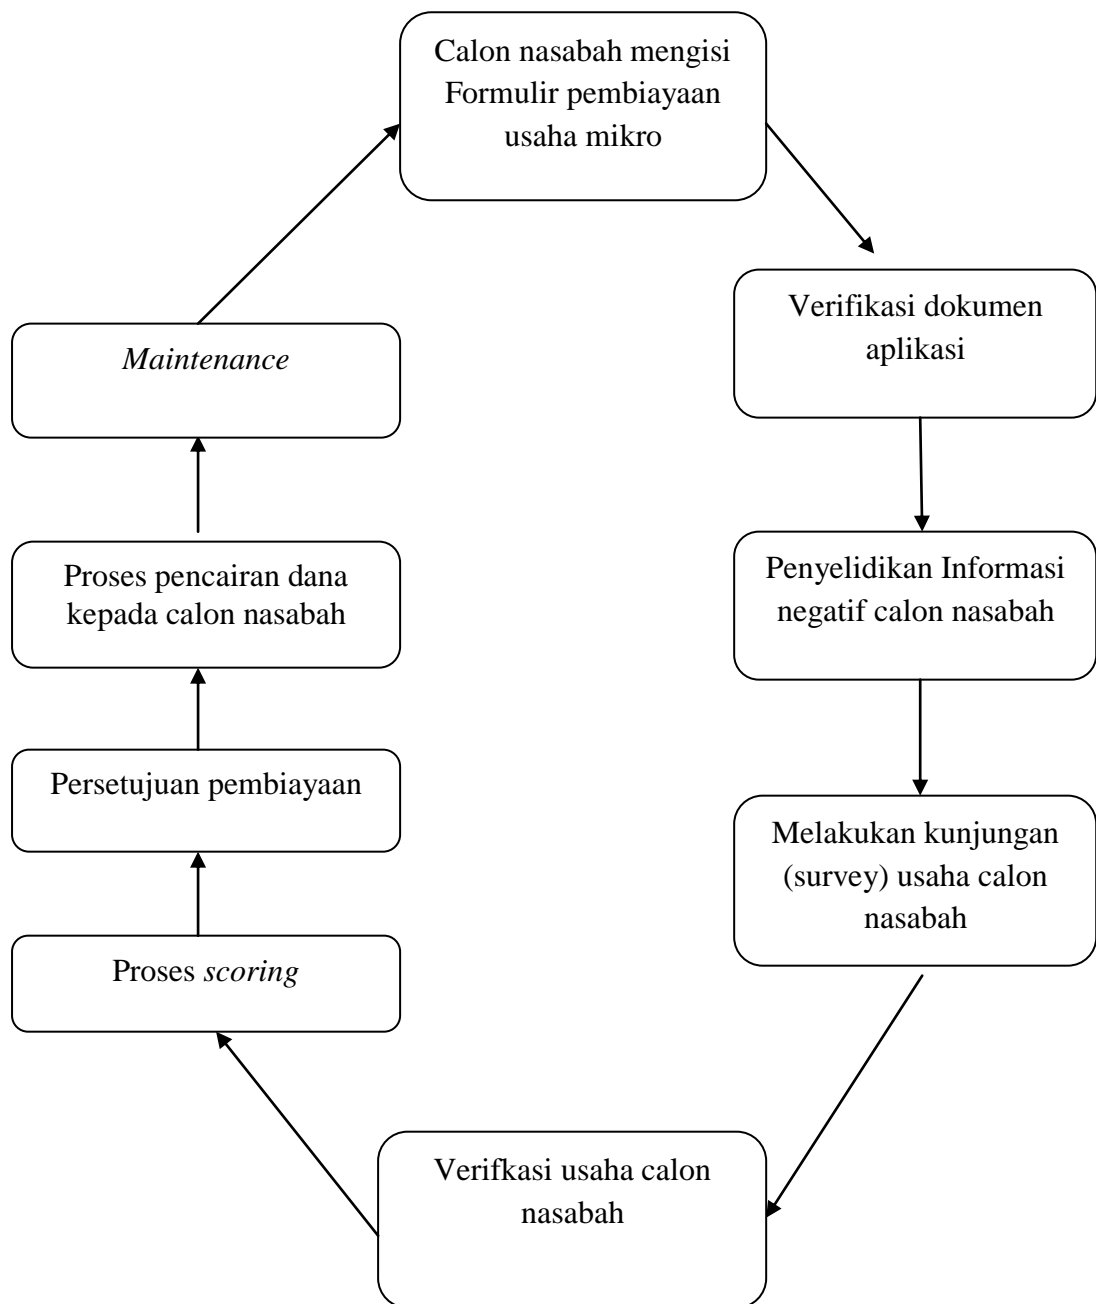 Calon nasabah mengisi
Formulir pembiayaan
usaha mikro
Verifikasi dokumen
aplikasi
Penyelidikan Informasi
negatif calon nasabah
Melakukan kunjungan
(survey) usaha calon
nasabah
Verifkasi usaha calon
nasabah
Proses scoring
Persetujuan pembiayaan
Proses pencairan dana
kepada calon nasabah
Maintenance